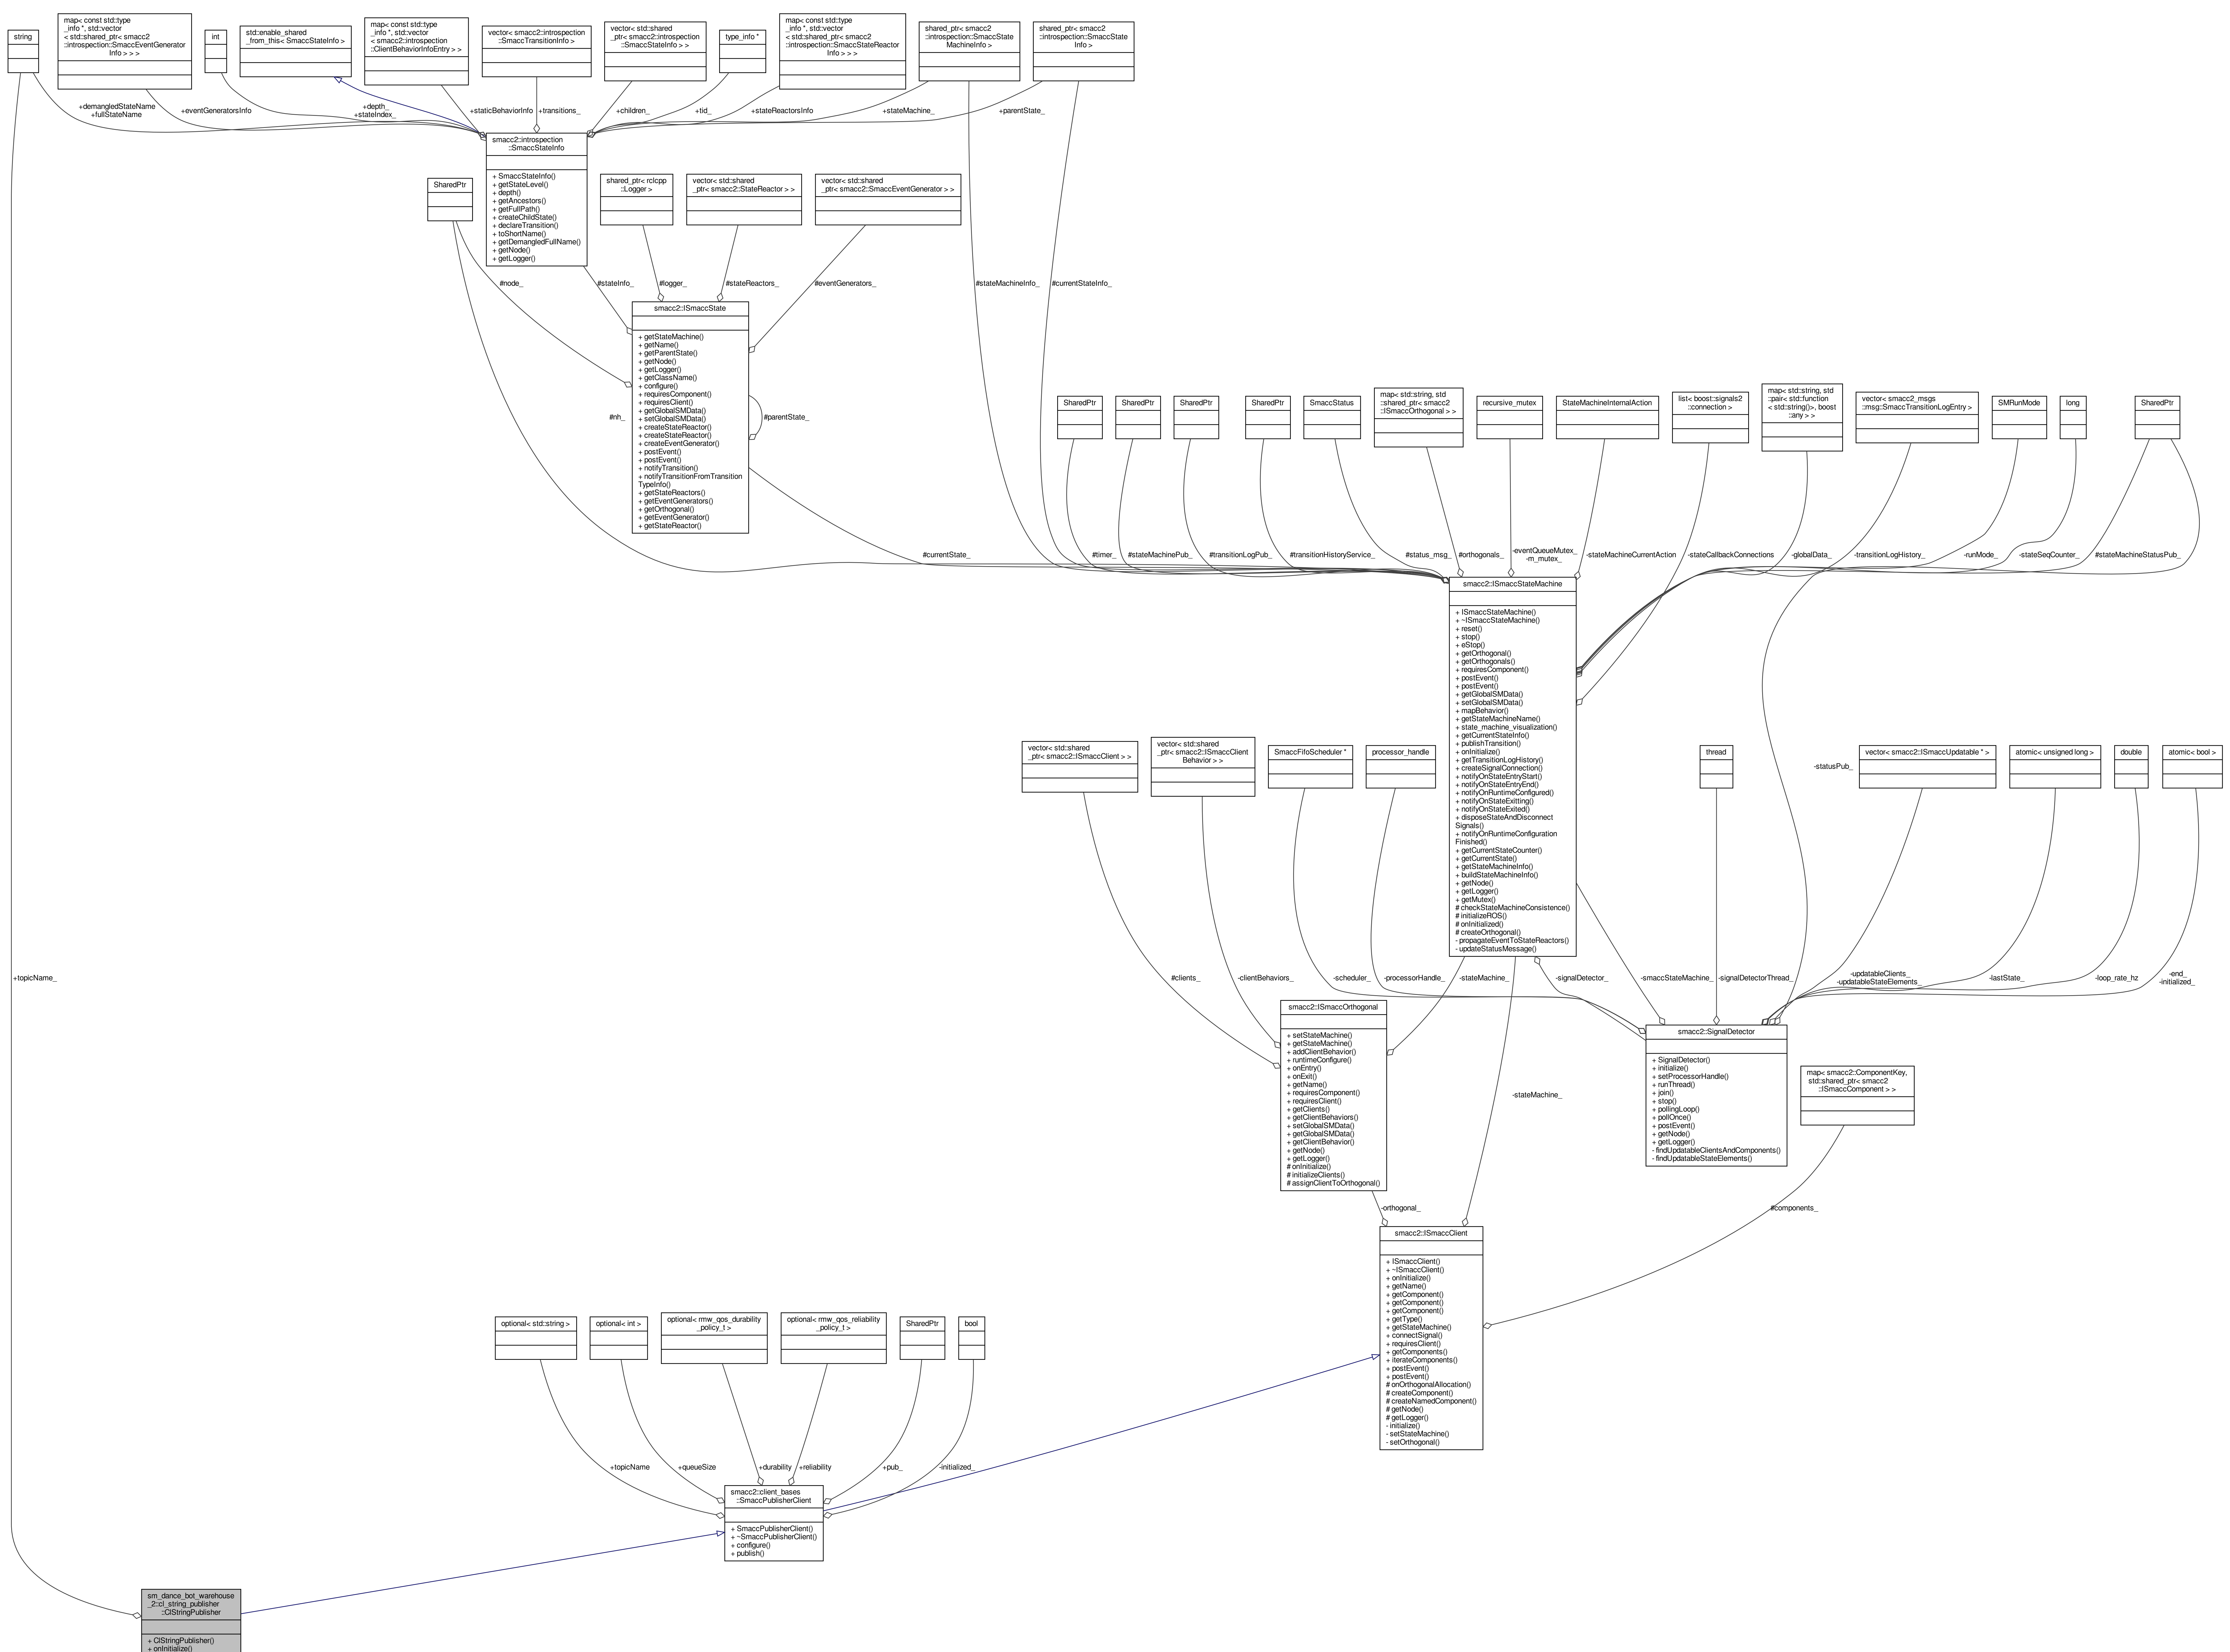 string
map< const std::type
_info *, std::vector
< std::shared_ptr< smacc2
::introspection::SmaccEventGenerator
Info > > >
int
std::enable_shared
_from_this< SmaccStateInfo >
map< const std::type
_info *, std::vector
< smacc2::introspection
::ClientBehaviorInfoEntry > >
vector< smacc2::introspection
::SmaccTransitionInfo >
vector< std::shared
_ptr< smacc2::introspection
::SmaccStateInfo > >
type_info *
map< const std::type
_info *, std::vector
< std::shared_ptr< smacc2
::introspection::SmaccStateReactor
Info > > >
shared_ptr< smacc2
::introspection::SmaccState
MachineInfo >
shared_ptr< smacc2
::introspection::SmaccState
Info >
+demangledStateName
+fullStateName
+eventGeneratorsInfo
+depth_
+stateIndex_
+staticBehaviorInfo
+transitions_
+children_
+tid_
+stateReactorsInfo
+stateMachine_
+parentState_
smacc2::introspection
::SmaccStateInfo
+ SmaccStateInfo()
+ getStateLevel()
+ depth()
+ getAncestors()
+ getFullPath()
+ createChildState()
+ declareTransition()
+ toShortName()
+ getDemangledFullName()
+ getNode()
+ getLogger()
SharedPtr
shared_ptr< rclcpp
::Logger >
vector< std::shared
_ptr< smacc2::StateReactor > >
vector< std::shared
_ptr< smacc2::SmaccEventGenerator > >
#node_
#stateInfo_
#logger_
#stateReactors_
#eventGenerators_
#stateMachineInfo_
#currentStateInfo_
smacc2::ISmaccState
+ getStateMachine()
+ getName()
+ getParentState()
+ getNode()
+ getLogger()
+ getClassName()
+ configure()
+ requiresComponent()
+ requiresClient()
+ getGlobalSMData()
+ setGlobalSMData()
+ createStateReactor()
+ createStateReactor()
+ createEventGenerator()
+ postEvent()
+ postEvent()
+ notifyTransition()
+ notifyTransitionFromTransition
TypeInfo()
+ getStateReactors()
+ getEventGenerators()
+ getOrthogonal()
+ getEventGenerator()
+ getStateReactor()
#nh_
#parentState_
SharedPtr
SharedPtr
SharedPtr
SharedPtr
SmaccStatus
map< std::string, std
::shared_ptr< smacc2
::ISmaccOrthogonal > >
recursive_mutex
StateMachineInternalAction
list< boost::signals2
::connection >
map< std::string, std
::pair< std::function
< std::string()>, boost
::any > >
vector< smacc2_msgs
::msg::SmaccTransitionLogEntry >
SMRunMode
long
SharedPtr
#currentState_
#timer_
#stateMachinePub_
#transitionLogPub_
#transitionHistoryService_
#status_msg_
#orthogonals_
-eventQueueMutex_
-m_mutex_
-stateMachineCurrentAction
-stateCallbackConnections
-globalData_
-transitionLogHistory_
-runMode_
-stateSeqCounter_
#stateMachineStatusPub_
smacc2::ISmaccStateMachine
+ ISmaccStateMachine()
+ ~ISmaccStateMachine()
+ reset()
+ stop()
+ eStop()
+ getOrthogonal()
+ getOrthogonals()
+ requiresComponent()
+ postEvent()
+ postEvent()
+ getGlobalSMData()
+ setGlobalSMData()
+ mapBehavior()
+ getStateMachineName()
+ state_machine_visualization()
+ getCurrentStateInfo()
+ publishTransition()
+ onInitialize()
+ getTransitionLogHistory()
+ createSignalConnection()
+ notifyOnStateEntryStart()
+ notifyOnStateEntryEnd()
+ notifyOnRuntimeConfigured()
+ notifyOnStateExitting()
+ notifyOnStateExited()
+ disposeStateAndDisconnect
Signals()
+ notifyOnRuntimeConfiguration
Finished()
+ getCurrentStateCounter()
+ getCurrentState()
+ getStateMachineInfo()
+ buildStateMachineInfo()
+ getNode()
+ getLogger()
+ getMutex()
# checkStateMachineConsistence()
# initializeROS()
# onInitialized()
# createOrthogonal()
- propagateEventToStateReactors()
- updateStatusMessage()
vector< std::shared
_ptr< smacc2::ISmaccClient > >
vector< std::shared
_ptr< smacc2::ISmaccClient
Behavior > >
SmaccFifoScheduler *
processor_handle
thread
-statusPub_
vector< smacc2::ISmaccUpdatable * >
atomic< unsigned long >
double
atomic< bool >
+topicName_
#clients_
-clientBehaviors_
-scheduler_
-processorHandle_
-stateMachine_
-signalDetector_
-smaccStateMachine_
-signalDetectorThread_
-updatableClients_
-updatableStateElements_
-lastState_
-loop_rate_hz
-end_
-initialized_
smacc2::ISmaccOrthogonal
+ setStateMachine()
+ getStateMachine()
+ addClientBehavior()
+ runtimeConfigure()
+ onEntry()
+ onExit()
+ getName()
+ requiresComponent()
+ requiresClient()
+ getClients()
+ getClientBehaviors()
+ setGlobalSMData()
+ getGlobalSMData()
+ getClientBehavior()
+ getNode()
+ getLogger()
# onInitialize()
# initializeClients()
# assignClientToOrthogonal()
smacc2::SignalDetector
+ SignalDetector()
+ initialize()
+ setProcessorHandle()
+ runThread()
+ join()
+ stop()
+ pollingLoop()
+ pollOnce()
+ postEvent()
+ getNode()
+ getLogger()
- findUpdatableClientsAndComponents()
- findUpdatableStateElements()
map< smacc2::ComponentKey,
std::shared_ptr< smacc2
::ISmaccComponent > >
-stateMachine_
-orthogonal_
#components_
smacc2::ISmaccClient
+ ISmaccClient()
+ ~ISmaccClient()
+ onInitialize()
+ getName()
+ getComponent()
+ getComponent()
+ getComponent()
+ getType()
+ getStateMachine()
+ connectSignal()
+ requiresClient()
+ getComponents()
+ iterateComponents()
+ postEvent()
+ postEvent()
# onOrthogonalAllocation()
# createComponent()
# createNamedComponent()
# getNode()
# getLogger()
- initialize()
- setStateMachine()
- setOrthogonal()
optional< std::string >
optional< int >
optional< rmw_qos_durability
_policy_t >
optional< rmw_qos_reliability
_policy_t >
SharedPtr
bool
+topicName
+queueSize
+durability
+reliability
+pub_
-initialized_
smacc2::client_bases
::SmaccPublisherClient
+ SmaccPublisherClient()
+ ~SmaccPublisherClient()
+ configure()
+ publish()
sm_dance_bot_warehouse
_2::cl_string_publisher
::ClStringPublisher
+ ClStringPublisher()
+ onInitialize()